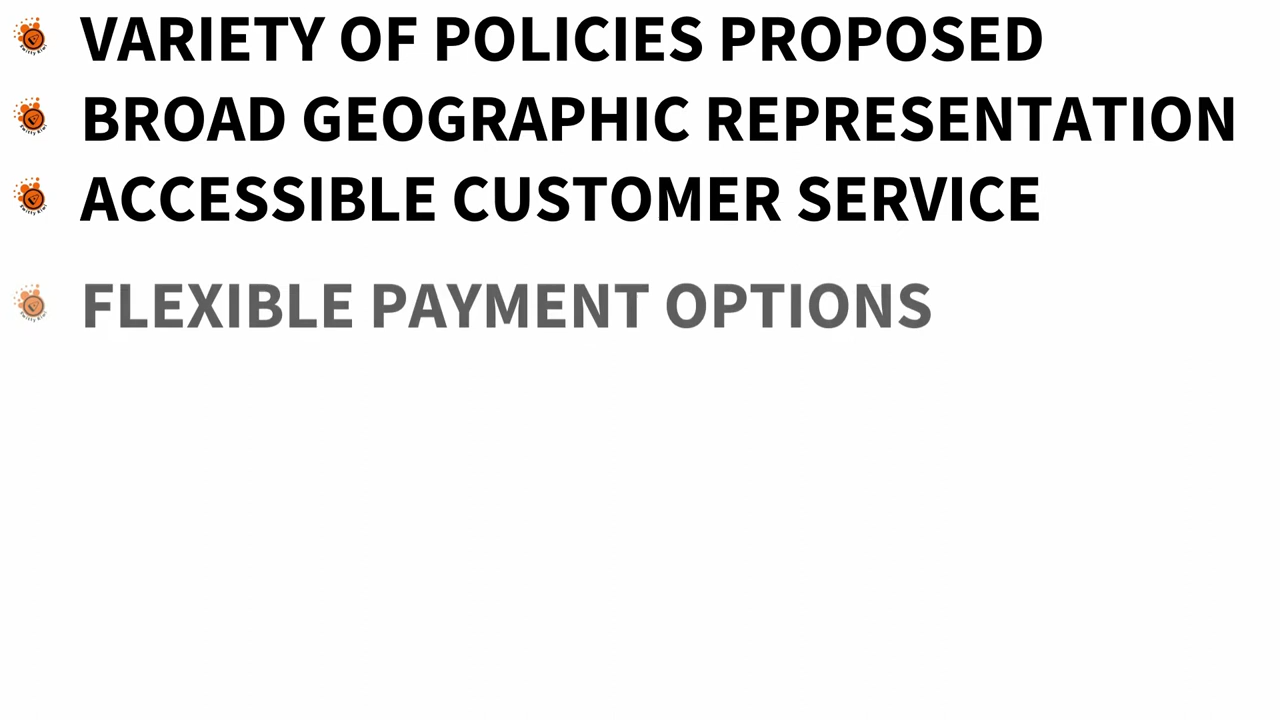 VARIETY OF POLICIES PROPOSED
BROAD GEOGRAPHIC REPRESENTATION
ACCESSIBLE CUSTOMER SERVICE
FLEXIBLE PAYMENT OPTIONS